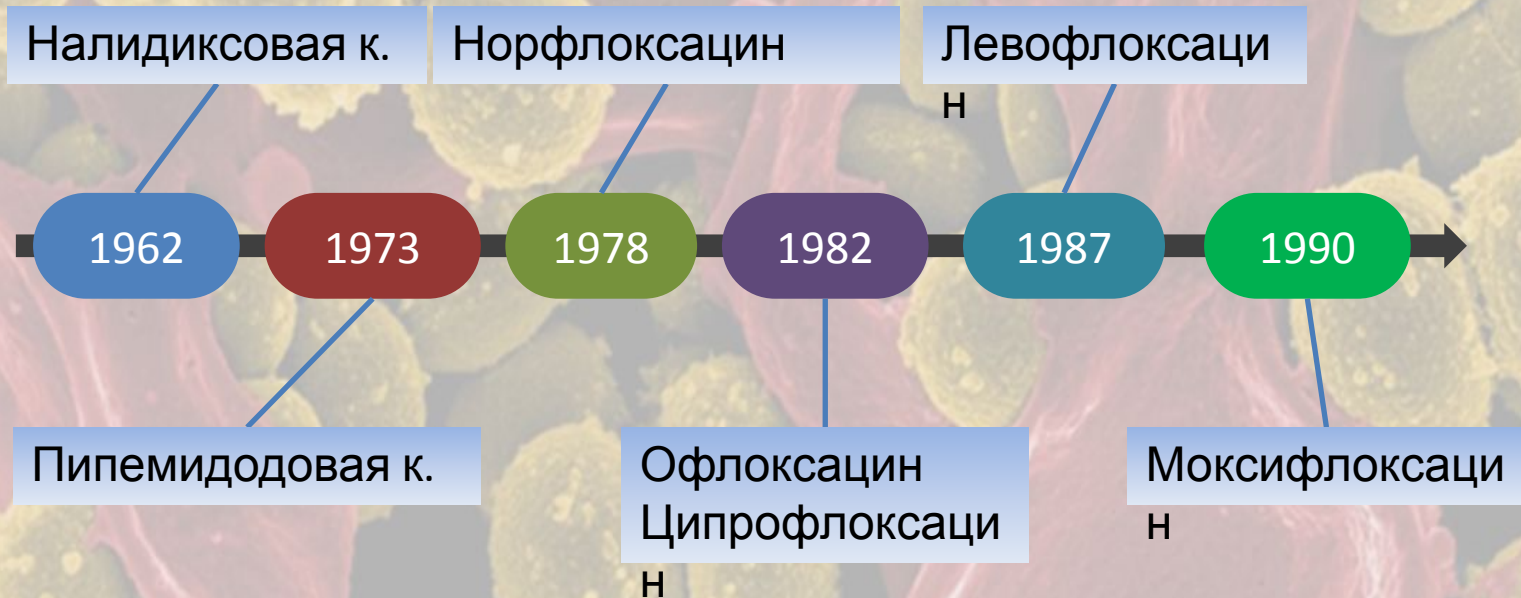 Налидиксовая к.
Норфлоксацин
Левофлоксаци
н
1962
1973
1978
1982
1987
1990
Пипемидодовая к.
Офлоксацин
Ципрофлоксаци
н
Моксифлоксаци
н